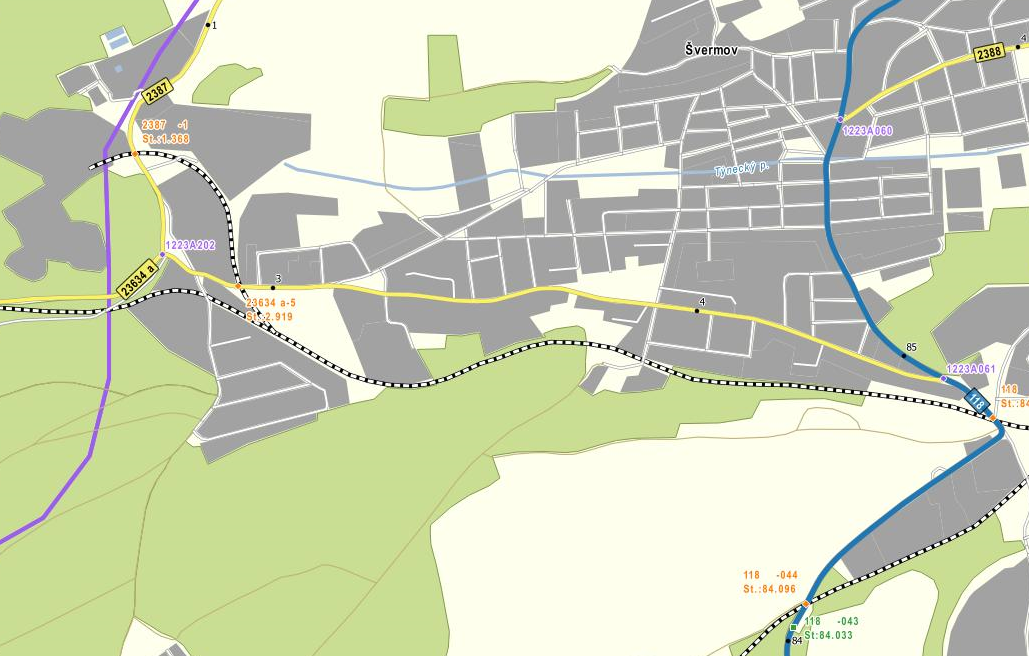 1
Švermov
2388
4
2387
2387 -1
St.:1.368
1223A060
Týnecký p.
1223A202
23634 a
3
23634 a-5
St.:2.919
4
85
1223A061
118
118
St.:84
118 -044
St.:84.096
118 -043
St:84.033
84